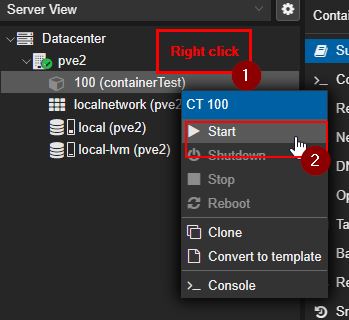 Server View
Contai
Datacenter
Right click
pve2
Su
1
100 (containerTest)
Co
localnetwork (pve2
CT 100
Re
local (pve2)
Start
Ne
local-lvm (pve2)
Shutdown
2
DN
Stop
Op
Reboot
Ta
Clone
Ba
Convert to template
Re
Console
Sn